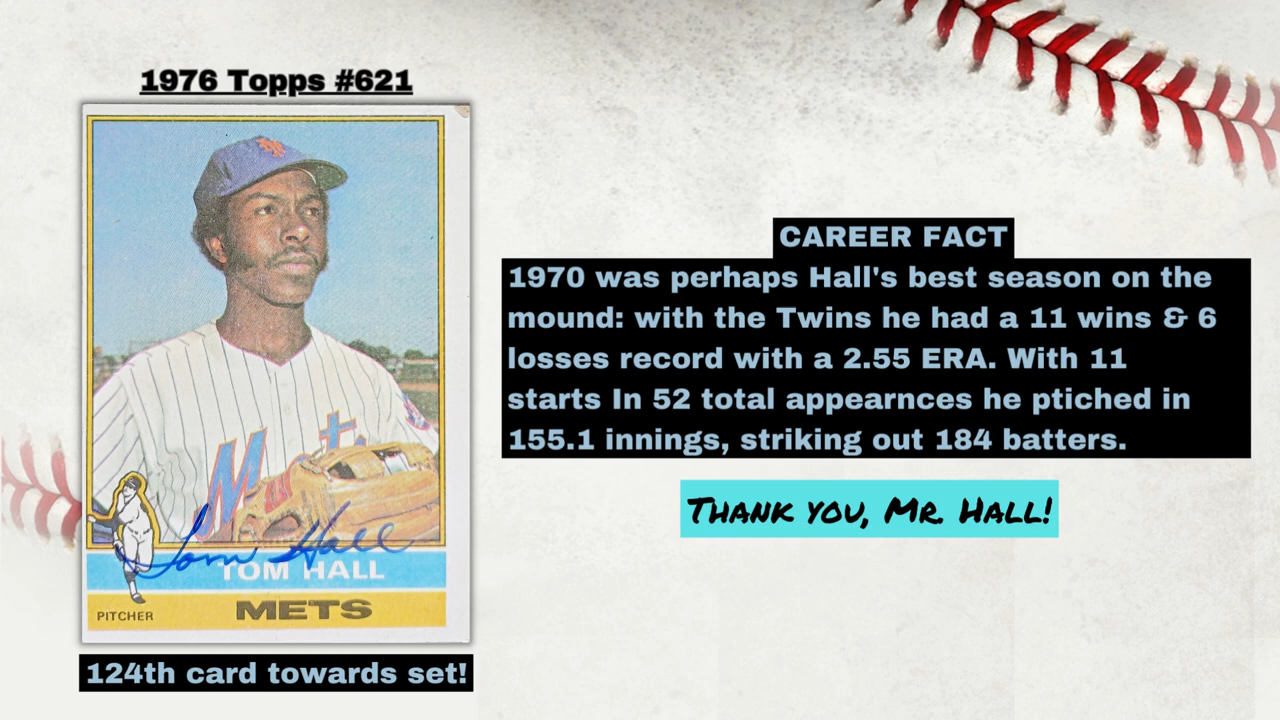 1976 Topps #621
Tom Hall
TOM HALL
PITCHER
METS
124th card towards set!
CAREER FACT
1970 was perhaps Hall's best season on the
mound: with the Twins he had a 11 wins & 6
losses record with a 2.55 ERA. With 11
starts In 52 total appearnces he ptiched in
155.1 innings, striking out 184 batters.
THANK YOU, MR. HALL!